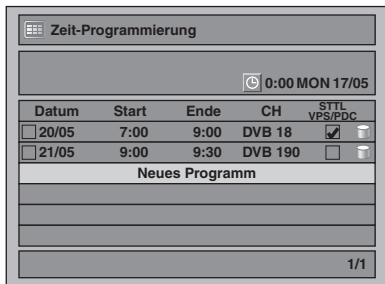 Zeit-Programmierung
0:00 MON 17/05
Datum Start Ende CH STTL VPS/PDC
20/05 7:00 9:00 DVB 18
21/05 9:00 9:30 DVB 190
Neues Programm
1/1